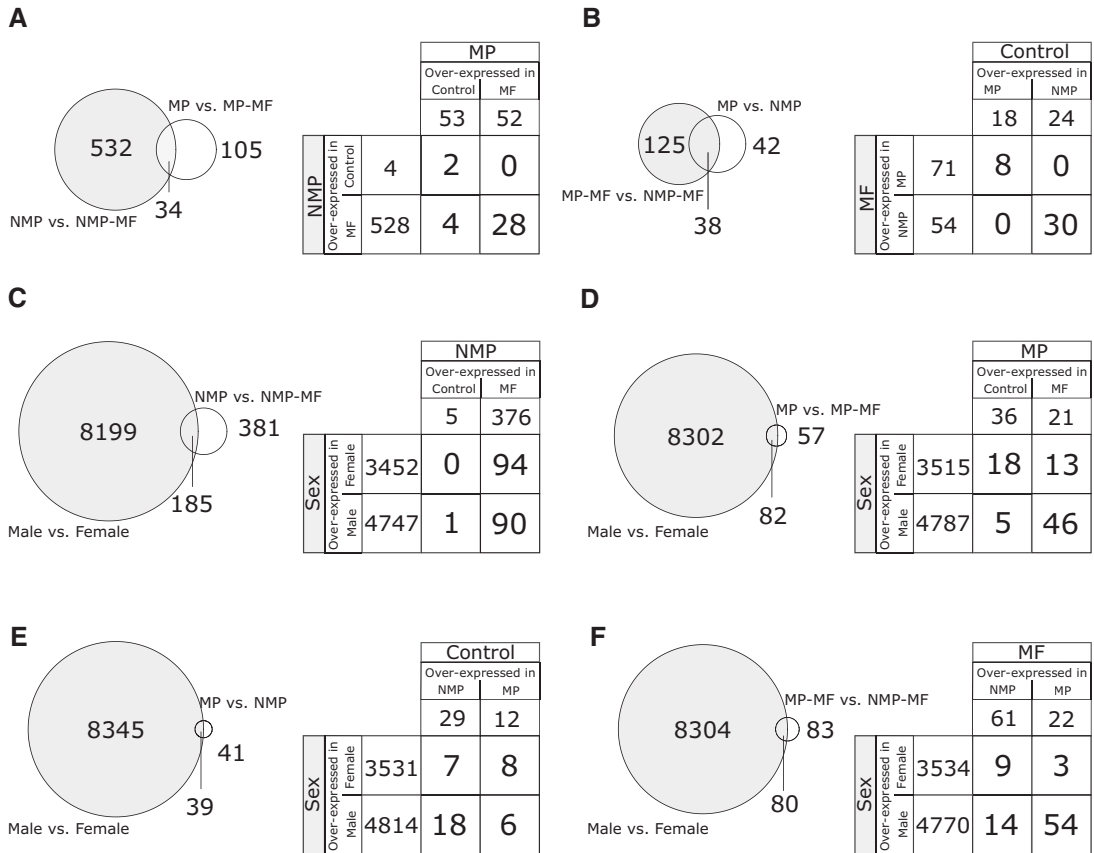 A
MP vs. MP-MF
532
105
34
NMP vs. NMP-MF
MP
Over-expressed in
Control MF
53 52
NMP
Over-expressed in
Control 4 2 0
MF 528 4 28
B
MP vs. NMP
125
42
MP-MF vs. NMP-MF
38
Control
Over-expressed in
MP NMP
18 24
MF
Over-expressed in
MP 71 8 0
NMP 54 0 30
C
NMP vs. NMP-MF
8199
381
185
Male vs. Female
NMP
Over-expressed in
Control MF
5 376
Sex
Over-expressed in
Female 3452 0 94
Male 4747 1 90
D
MP vs. MP-MF
8302
57
82
Male vs. Female
MP
Over-expressed in
Control MF
36 21
Sex
Over-expressed in
Female 3515 18 13
Male 4787 5 46
E
MP vs. NMP
8345
41
39
Male vs. Female
Control
Over-expressed in
NMP MP
29 12
Sex
Over-expressed in
Female 3531 7 8
Male 4814 18 6
F
MP-MF vs. NMP-MF
8304
83
80
Male vs. Female
MF
Over-expressed in
NMP MP
61 22
Sex
Over-expressed in
Female 3534 9 3
Male 4770 14 54